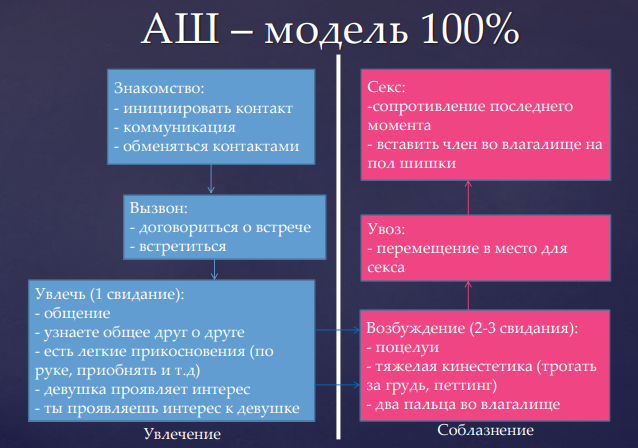 АШ – модель 100%
Знакомство:
- инициировать контакт
- коммуникация
- обменяться контактами
Вызвон:
- договориться о встрече
- встретиться
Увлечь (1 свидание):
- общение
- узнаете общее друг о друге
- есть легкие прикосновения (по
руке, приобнять и т.д)
- девушка проявляет интерес
- ты проявляешь интерес к девушке
Увлечение
Секс:
-сопротивление последнего
момента
- вставить член во влагалище на
пол шишки
Увоз:
- перемещение в место для
секса
Возбуждение (2-3 свидания):
- поцелуи
- тяжелая кинестетика (трогать
за грудь, петтинг)
- два пальца во влагалище
Соблазнение